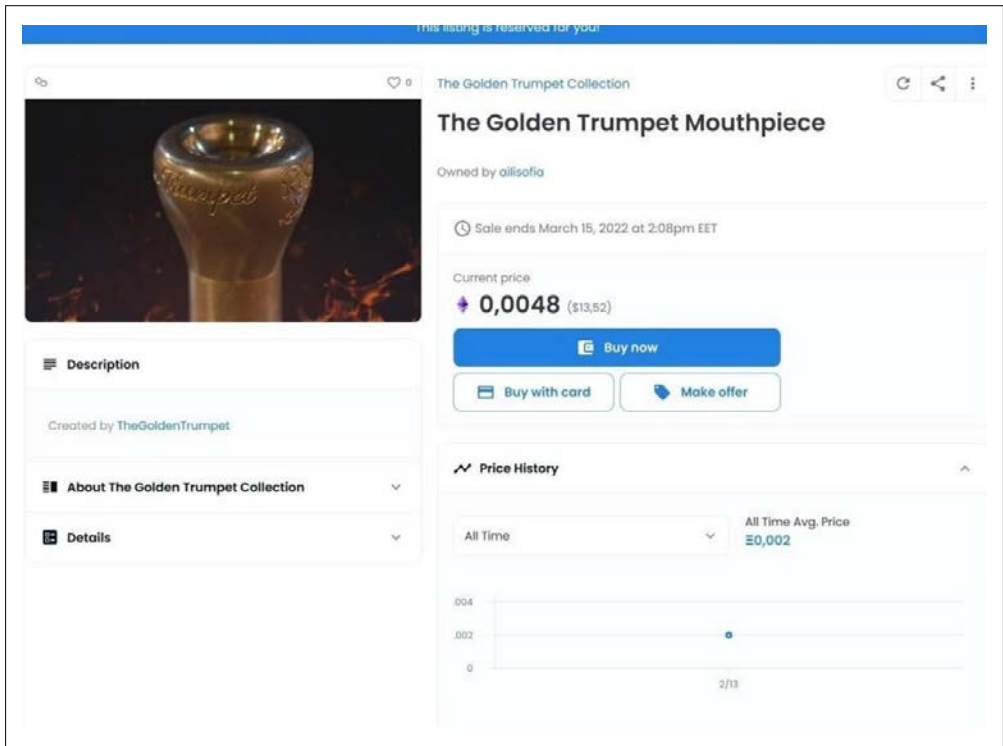 This listing is reserved for you!
0
The Golden Trumpet Collection
The Golden Trumpet Mouthpiece
Owned by ailisofia
Trumpet
Sale ends March 15, 2022 at 2:08pm EET
Current price
0,0048 ($13,52)
Buy now
Buy with card
Make offer
Description
Created by TheGoldenTrumpet
About The Golden Trumpet Collection
Details
Price History
All Time
All Time Avg. Price
Ξ0,002
.004
.002
0
2/13